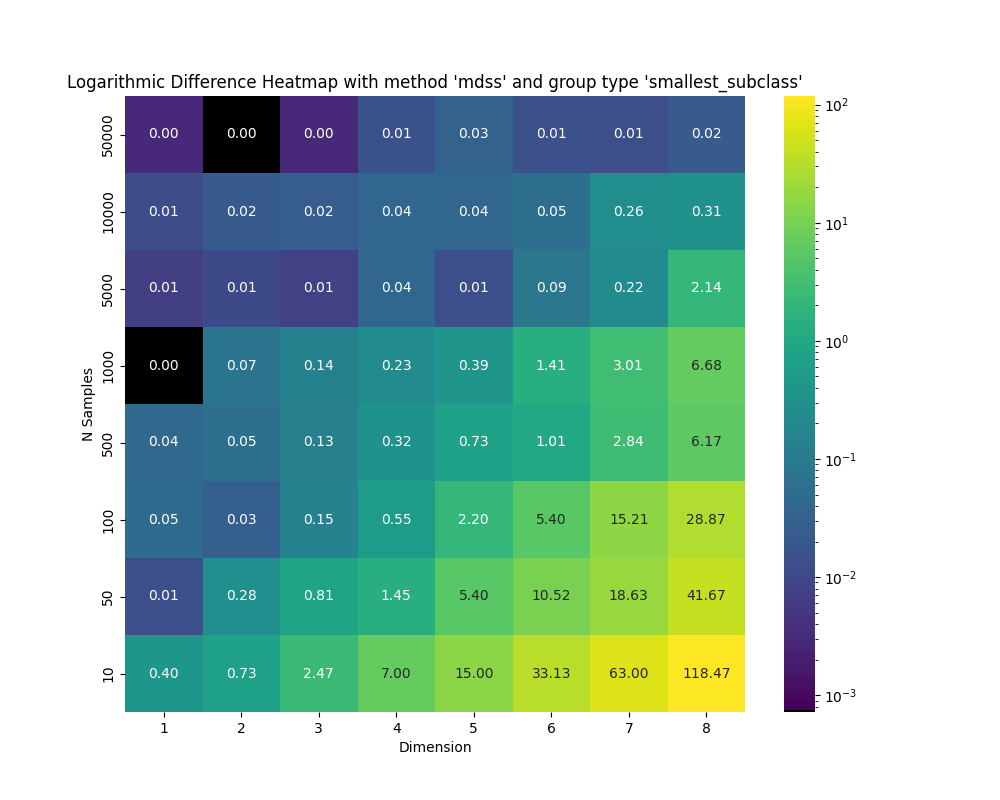 Logarithmic Difference Heatmap with method 'mdss' and group type 'smallest_subclass'
50000 0.00 0.00 0.00 0.01 0.03 0.01 0.01 0.02
10000 0.01 0.02 0.02 0.04 0.04 0.05 0.26 0.31
5000 0.01 0.01 0.01 0.04 0.01 0.09 0.22 2.14
1000 0.00 0.07 0.14 0.23 0.39 1.41 3.01 6.68
500 0.04 0.05 0.13 0.32 0.73 1.01 2.84 6.17
100 0.05 0.03 0.15 0.55 2.20 5.40 15.21 28.87
50 0.01 0.28 0.81 1.45 5.40 10.52 18.63 41.67
10 0.40 0.73 2.47 7.00 15.00 33.13 63.00 118.47
1 2 3 4 5 6 7 8
Dimension
N Samples
10²
10¹
10⁰
10⁻¹
10⁻²
10⁻³